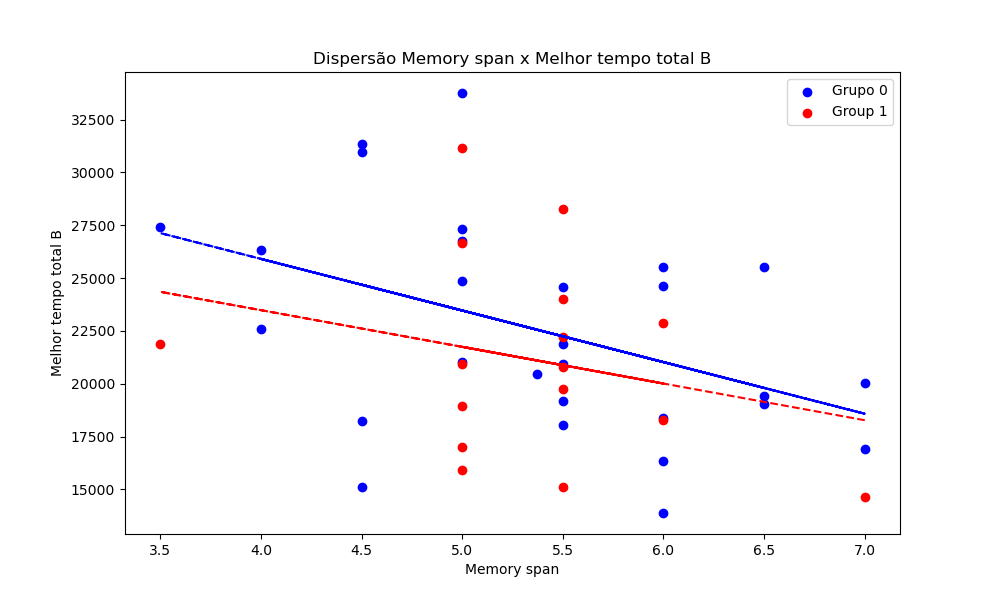 Dispersão Memory span x Melhor tempo total B
Grupo 0
Group 1
Melhor tempo total B
32500
30000
27500
25000
22500
20000
17500
15000
3.5 4.0 4.5 5.0 5.5 6.0 6.5 7.0
Memory span